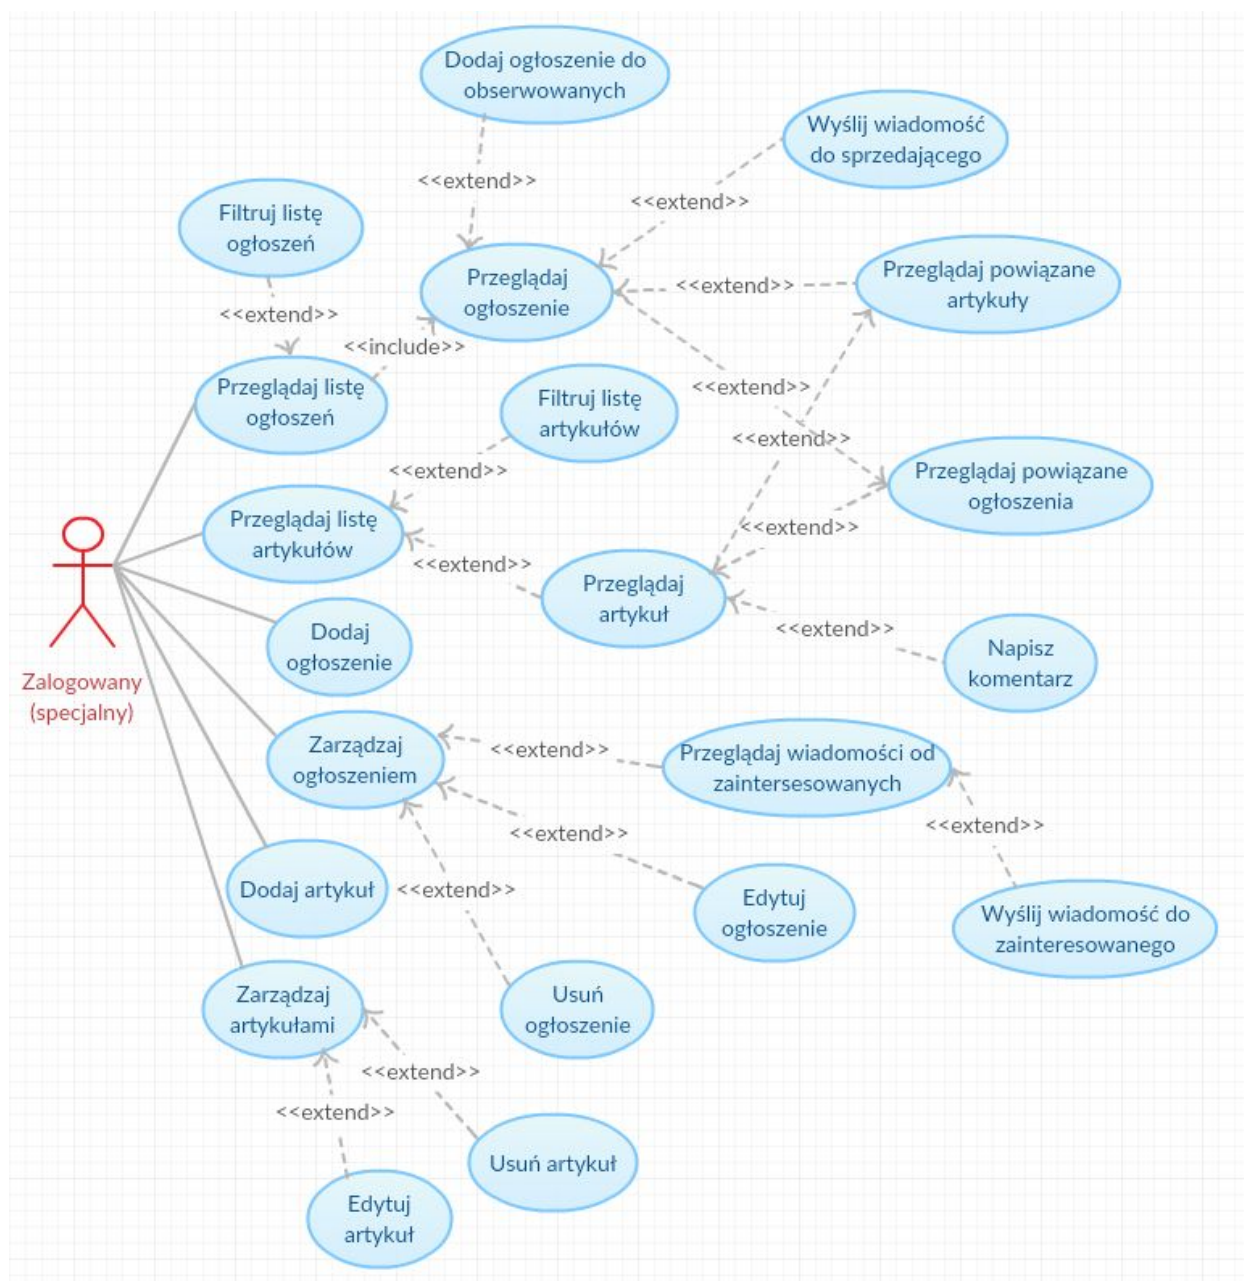 Dodaj ogłoszenie do
obserwowanych
Wyślij wiadomość
do sprzedającego
<<extend>>
<<extend>>
Filtruj listę
ogłoszeń
Przeglądaj
ogłoszenie
<<extend>>
Przeglądaj powiązane
artykuły
<<extend>>
<<include>>
Przeglądaj listę
ogłoszeń
Filtruj listę
artykułów
<<extend>>
<<extend>>
<<extend>>
Przeglądaj powiązane
ogłoszenia
Przeglądaj listę
artykułów
<<extend>>
<<extend>>
Przeglądaj
artykuł
<<extend>>
Dodaj
ogłoszenie
Napisz
komentarz
Zalogowany
(specjalny)
Zarządzaj
ogłoszeniem
<<extend>>
Przeglądaj wiadomości od
zaintersesowanych
<<extend>>
<<extend>>
Dodaj artykuł
<<extend>>
Edytuj
ogłoszenie
Wyślij wiadomość do
zainteresowanego
Zarządzaj
artykułami
Usuń
ogłoszenie
<<extend>>
<<extend>>
Usuń artykuł
Edytuj
artykuł